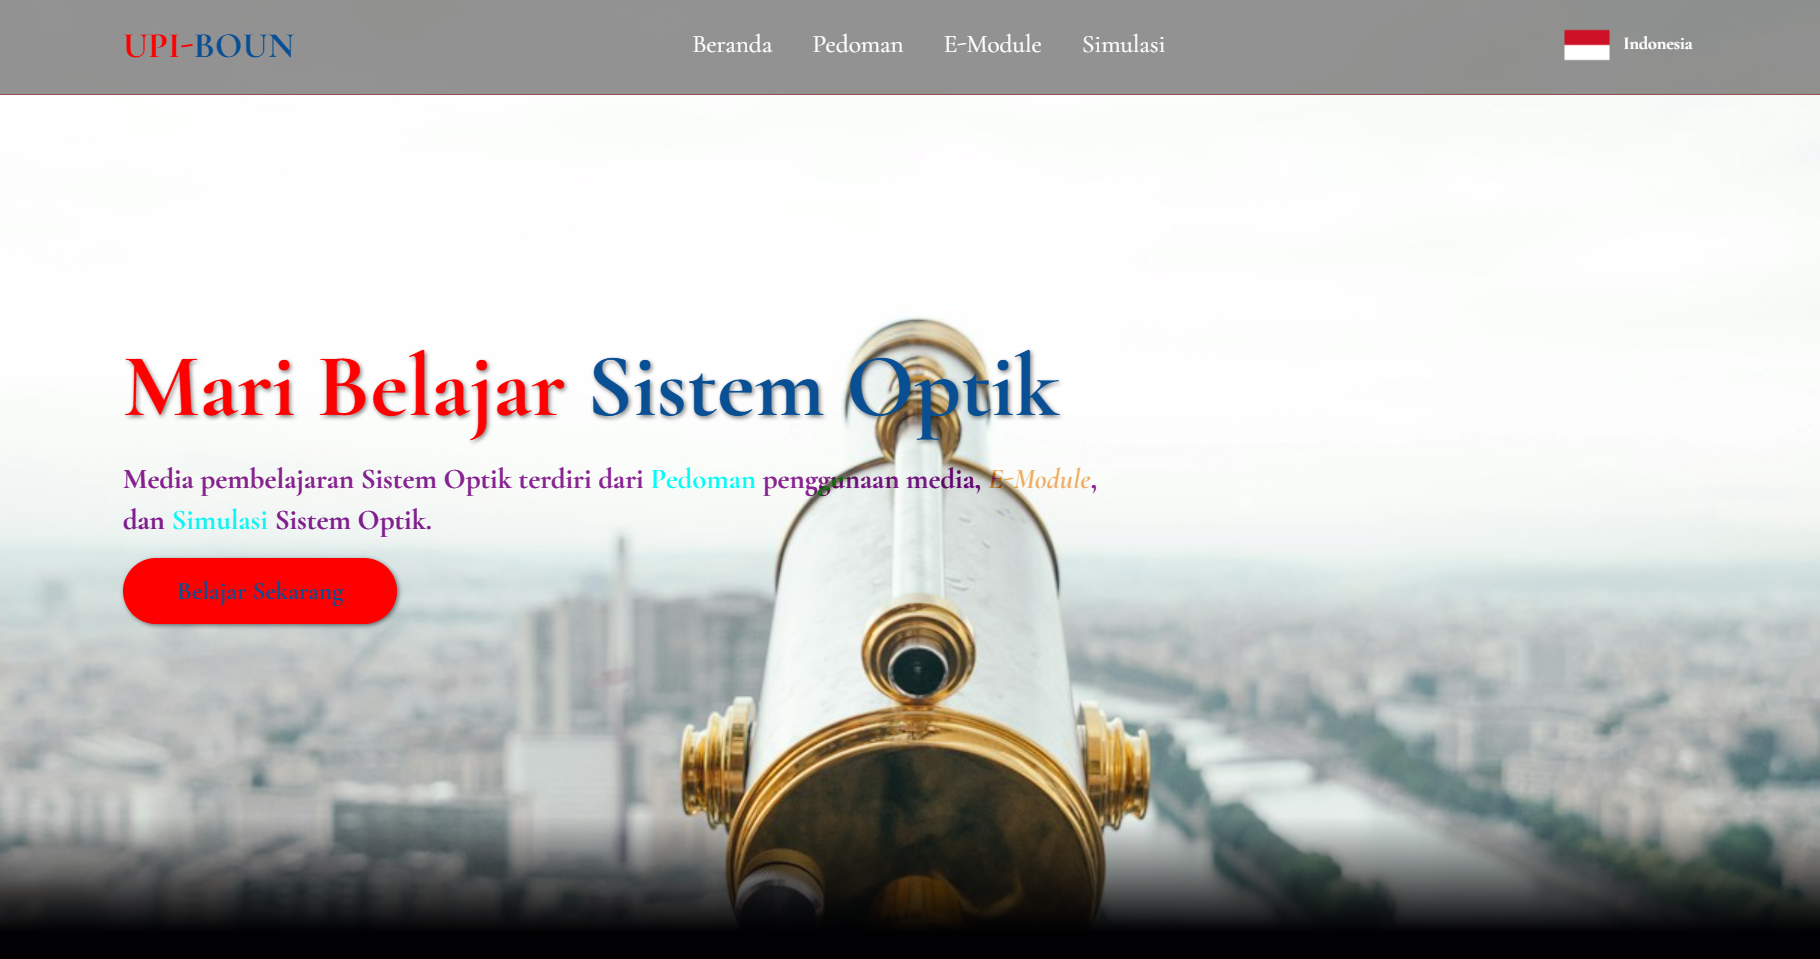 UPI-BOUN
Beranda Pedoman E-Module Simulasi
Indonesia
Mari Belajar Sistem Optik
Media pembelajaran Sistem Optik terdiri dari Pedoman penggunaan media, E-Module,
dan Simulasi Sistem Optik.
Belajar Sekarang